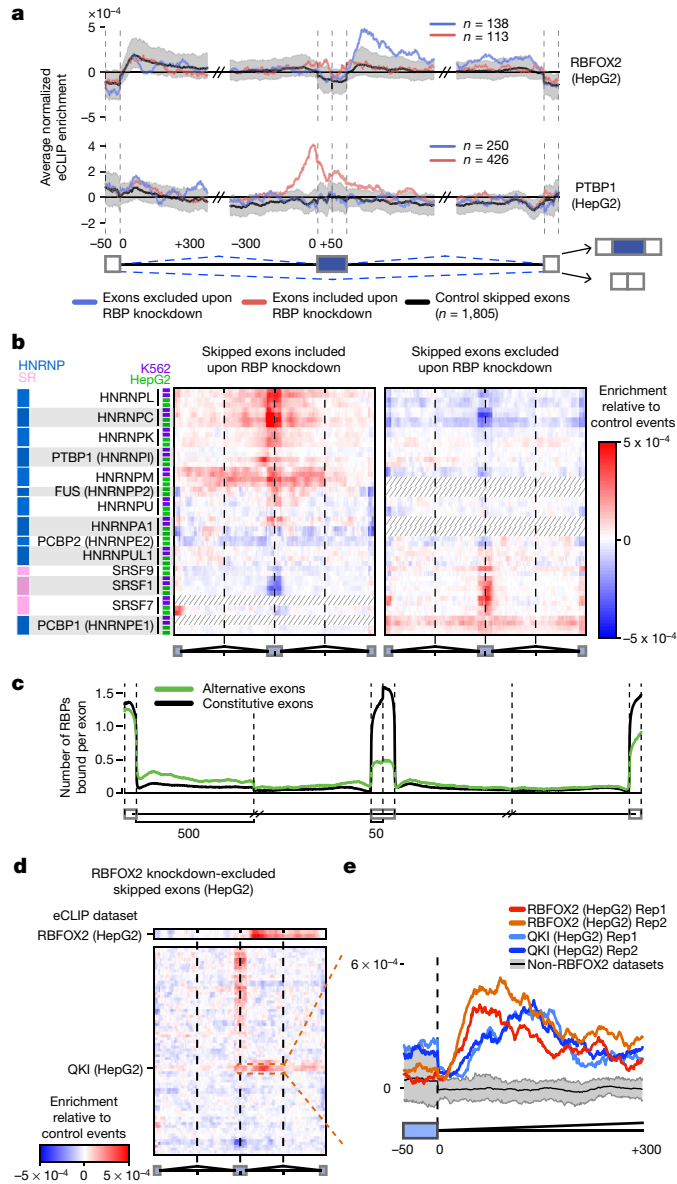 a
5 × 10−4
0
−5
Average normalized
eCLIP enrichment
n = 138
n = 113
RBFOX2
(HepG2)
4
2
0
−2
n = 250
n = 426
PTBP1
(HepG2)
−50 0 +300 −300 0 +50
Exons excluded upon
RBP knockdown
Exons included upon
RBP knockdown
Control skipped exons
(n = 1,805)
b
HNRNP
SR
K562
HepG2
Skipped exons included
upon RBP knockdown
Skipped exons excluded
upon RBP knockdown
HNRNPL
HNRNPC
HNRNPK
PTBP1 (HNRNPI)
HNRNPM
FUS (HNRNPP2)
HNRNPU
HNRNPA1
PCBP2 (HNRNPE2)
HNRNPUL1
SRSF9
SRSF1
SRSF7
PCBP1 (HNRNPE1)
Enrichment
relative to
control events
5 × 10−4
0
−5 × 10−4
c
Alternative exons
Constitutive exons
Number of RBPs
bound per exon
1.5
1.0
0.5
0
500 50
d
RBFOX2 knockdown-excluded
skipped exons (HepG2)
eCLIP dataset
RBFOX2 (HepG2)
QKI (HepG2)
Enrichment
relative to
control events
−5 × 10−4 5 × 10−4
e
RBFOX2 (HepG2) Rep1
RBFOX2 (HepG2) Rep2
QKI (HepG2) Rep1
QKI (HepG2) Rep2
Non-RBFOX2 datasets
6 × 10−4
0
−50 0 +300